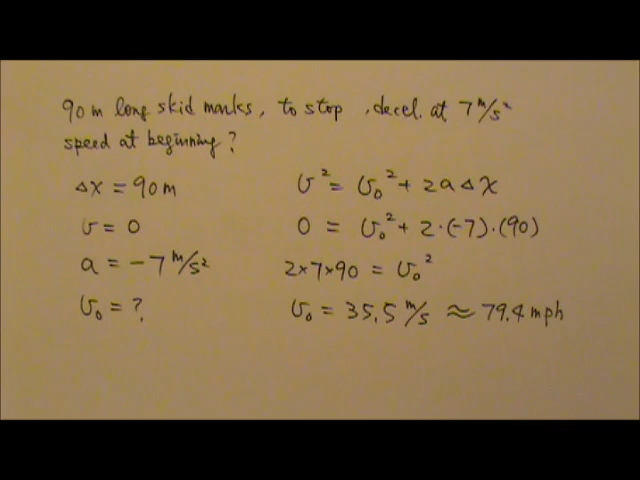 90 m long skid marks, to stop , decel. at 7 m/s²
speed at beginning?
Δx = 90 m
v = 0
a = -7 m/s²
v₀ = ?
v² = v₀² + 2aΔx
0 = v₀² + 2·(-7)·(90)
2×7×90 = v₀²
v₀ = 35.5 m/s ≈ 79.4 mph